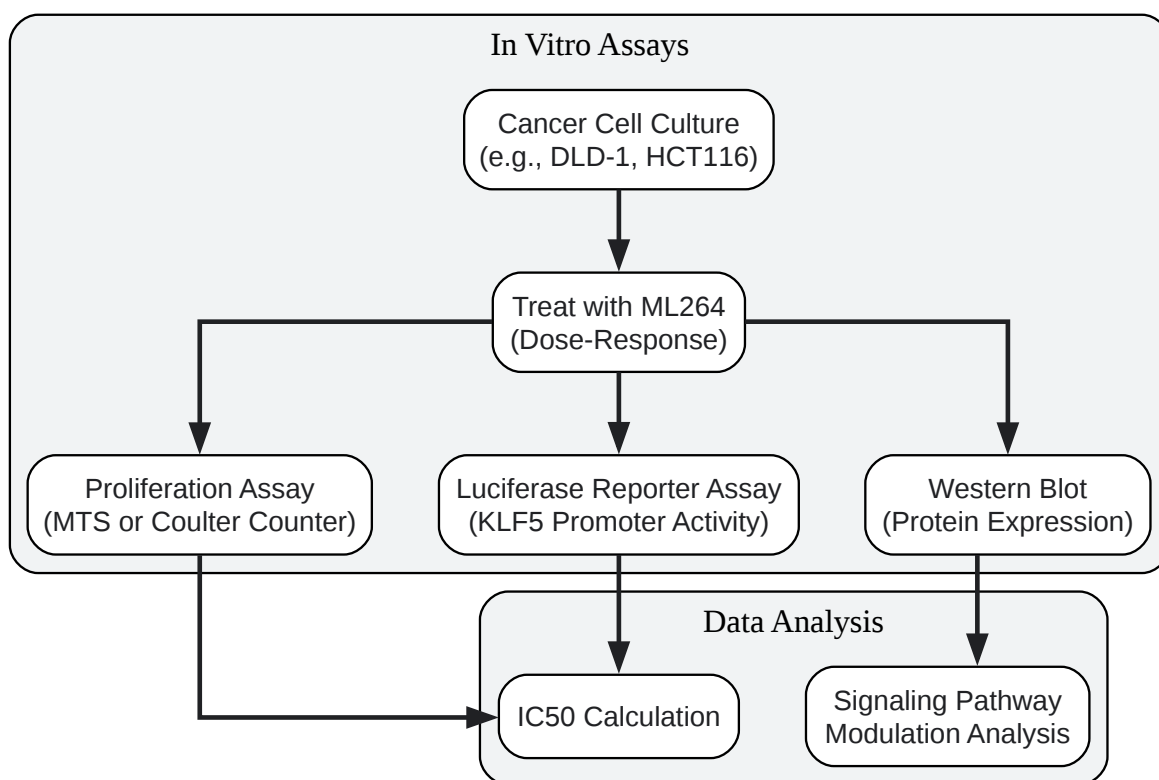 In Vitro Assays
Cancer Cell Culture
(e.g., DLD-1, HCT116)
Treat with ML264
(Dose-Response)
Proliferation Assay
(MTS or Coulter Counter)
Luciferase Reporter Assay
(KLF5 Promoter Activity)
Western Blot
(Protein Expression)
Data Analysis
IC50 Calculation
Signaling Pathway
Modulation Analysis